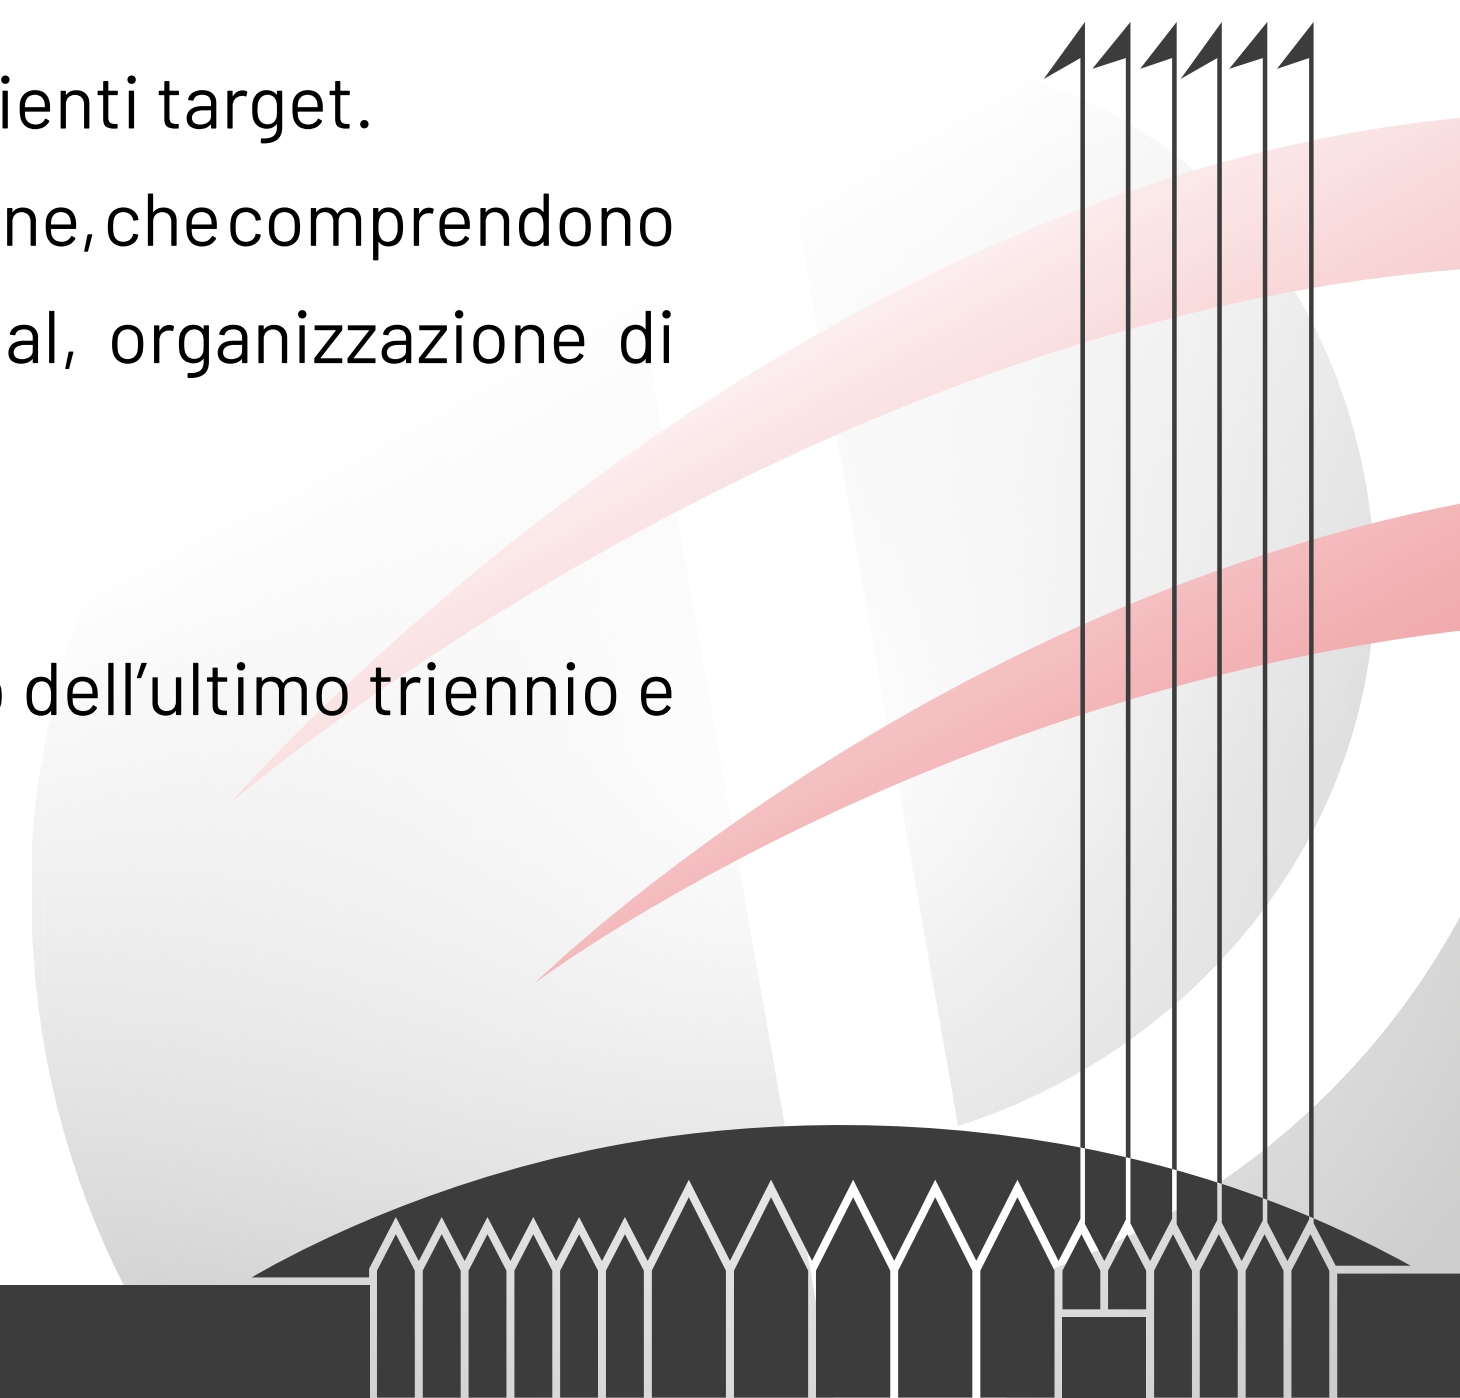 ienti target.
ne, che comprendono
al, organizzazione di
dell’ultimo triennio e